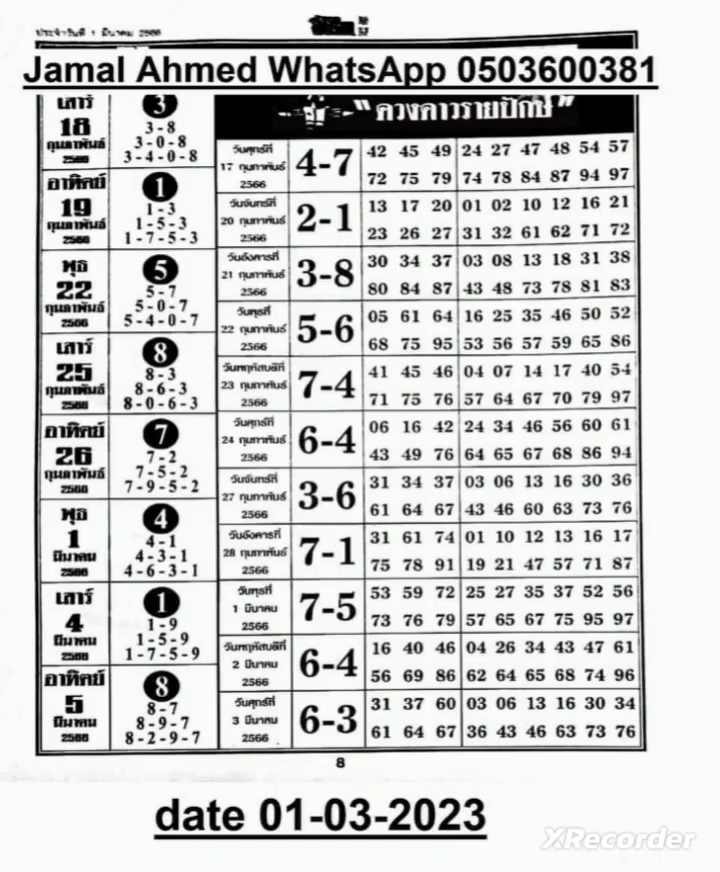 ประจำวันที่ 1 มีนาคม 2566
Jamal Ahmed WhatsApp 0503600381
เสาร์
18
กุมภาพันธ์
2566
3
3-8
3-0-8
3-4-0-8
อาทิตย์
19
กุมภาพันธ์
2566
1
1-3
1-5-3
1-7-5-3
พุธ
22
กุมภาพันธ์
2566
5
5-7
5-0-7
5-4-0-7
เสาร์
25
กุมภาพันธ์
2566
8
8-3
8-6-3
8-0-6-3
อาทิตย์
26
กุมภาพันธ์
2566
7
7-2
7-5-2
7-9-5-2
พุธ
1
มีนาคม
2566
4
4-1
4-3-1
4-6-3-1
เสาร์
4
มีนาคม
2566
1
1-9
1-5-9
1-7-5-9
อาทิตย์
5
มีนาคม
2566
8
8-7
8-9-7
8-2-9-7
"ดวงดาวรายปักษ์"
วันศุกร์ที่
17 กุมภาพันธ์
2566
4-7
42 45 49 24 27 47 48 54 57
72 75 79 74 78 84 87 94 97
วันจันทร์ที่
20 กุมภาพันธ์
2566
2-1
13 17 20 01 02 10 12 16 21
23 26 27 31 32 61 62 71 72
วันอังคารที่
21 กุมภาพันธ์
2566
3-8
30 34 37 03 08 13 18 31 38
80 84 87 43 48 73 78 81 83
วันพุธที่
22 กุมภาพันธ์
2566
5-6
05 61 64 16 25 35 46 50 52
68 75 95 53 56 57 59 65 86
วันพฤหัสบดีที่
23 กุมภาพันธ์
2566
7-4
41 45 46 04 07 14 17 40 54
71 75 76 57 64 67 70 79 97
วันศุกร์ที่
24 กุมภาพันธ์
2566
6-4
06 16 42 24 34 46 56 60 61
43 49 76 64 65 67 68 86 94
วันจันทร์ที่
27 กุมภาพันธ์
2566
3-6
31 34 37 03 06 13 16 30 36
61 64 67 43 46 60 63 73 76
วันอังคารที่
28 กุมภาพันธ์
2566
7-1
31 61 74 01 10 12 13 16 17
75 78 91 19 21 47 57 71 87
วันพุธที่
1 มีนาคม
2566
7-5
53 59 72 25 27 35 37 52 56
73 76 79 57 65 67 75 95 97
วันพฤหัสบดีที่
2 มีนาคม
2566
6-4
16 40 46 04 26 34 43 47 61
56 69 86 62 64 65 68 74 96
วันศุกร์ที่
3 มีนาคม
2566
6-3
31 37 60 03 06 13 16 30 34
61 64 67 36 43 46 63 73 76
8
date 01-03-2023
XRecorder